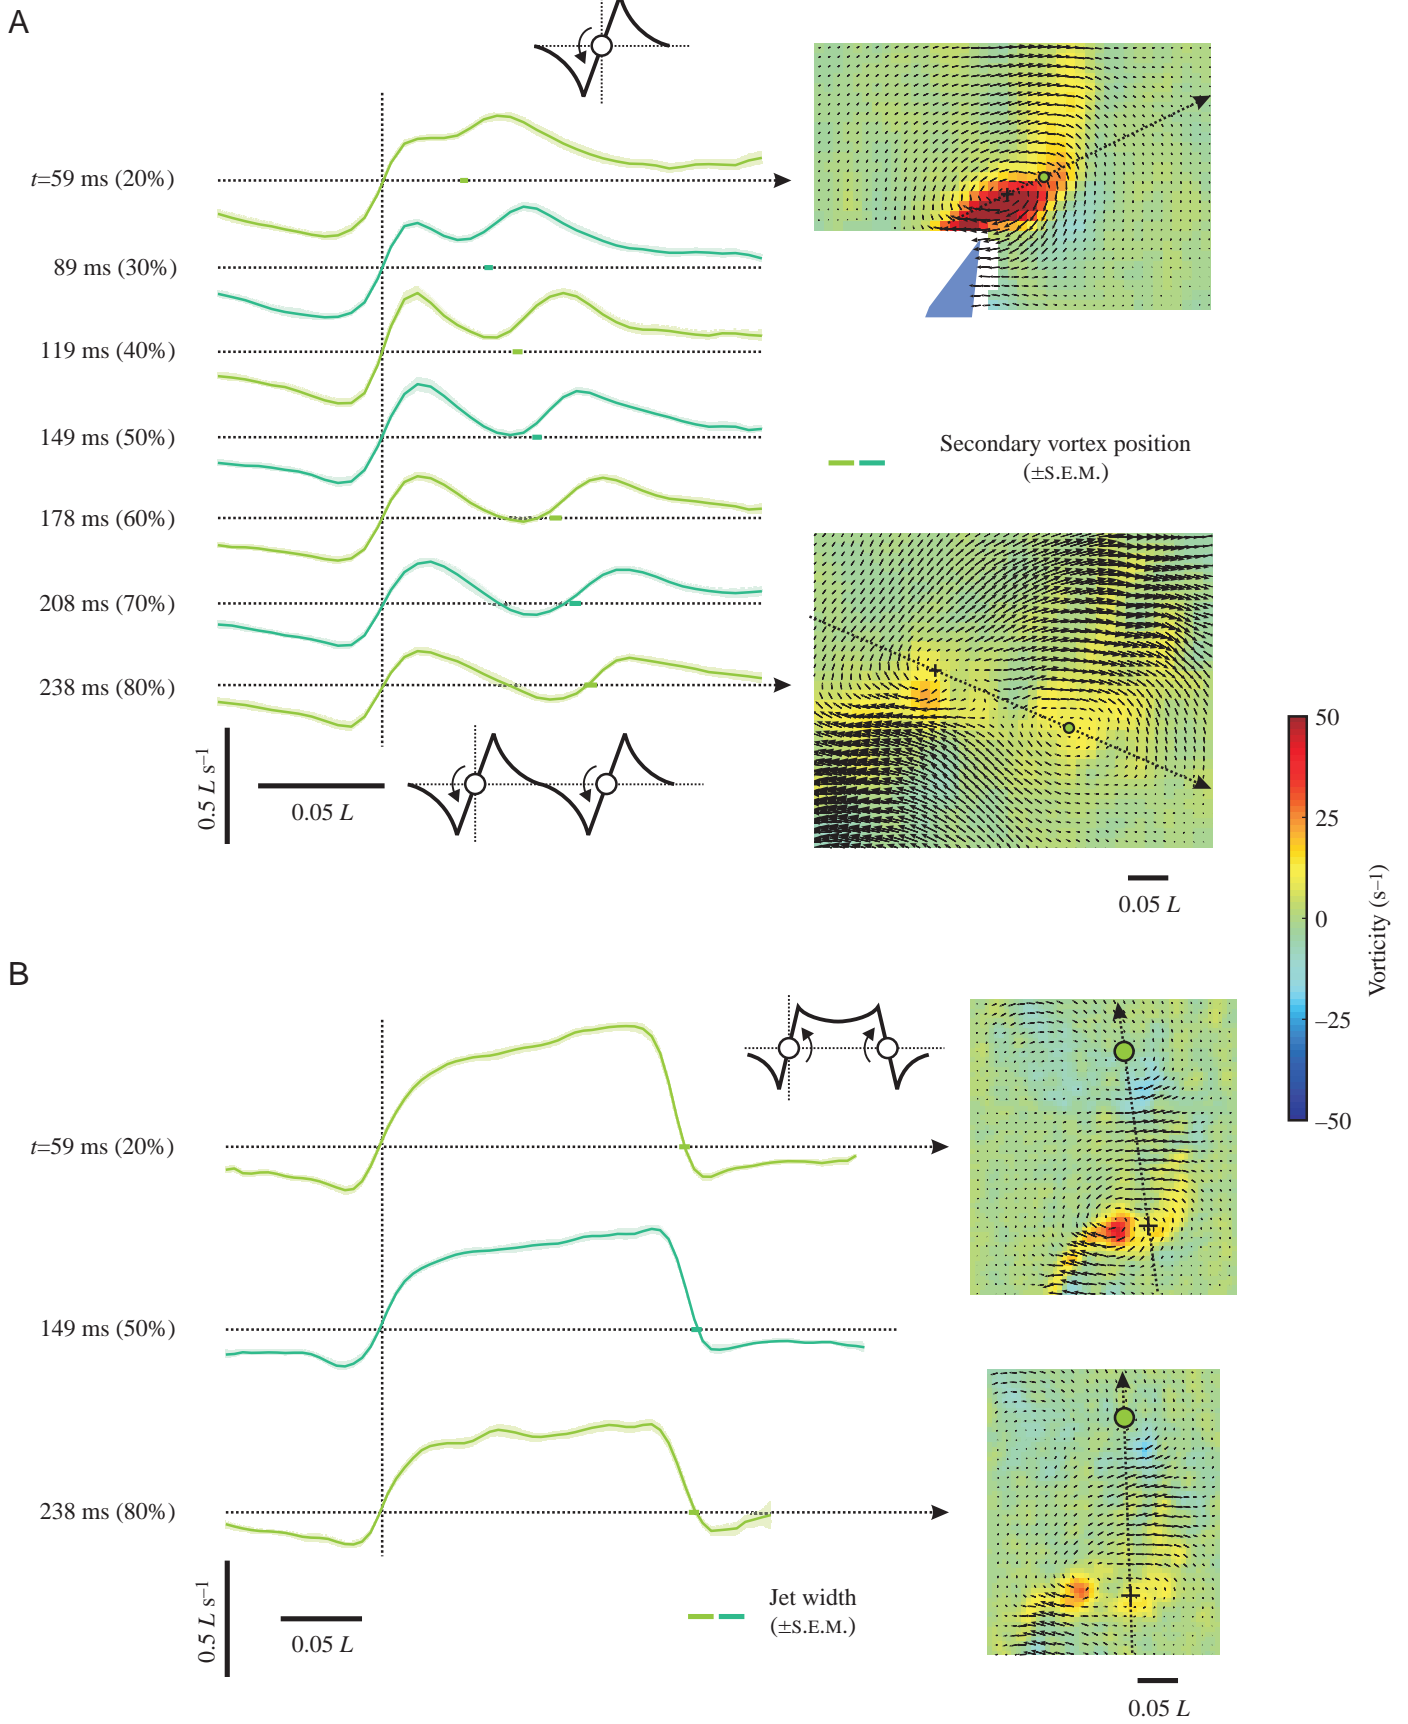 A
t=59 ms (20%)
89 ms (30%)
119 ms (40%)
149 ms (50%)
178 ms (60%)
208 ms (70%)
238 ms (80%)
0.5 L s–1
0.05 L
Secondary vortex position
(±S.E.M.)
0.05 L
50
25
0
–25
–50
Vorticity (s–1)
B
t=59 ms (20%)
149 ms (50%)
238 ms (80%)
0.5 L s–1
0.05 L
Jet width
(±S.E.M.)
0.05 L